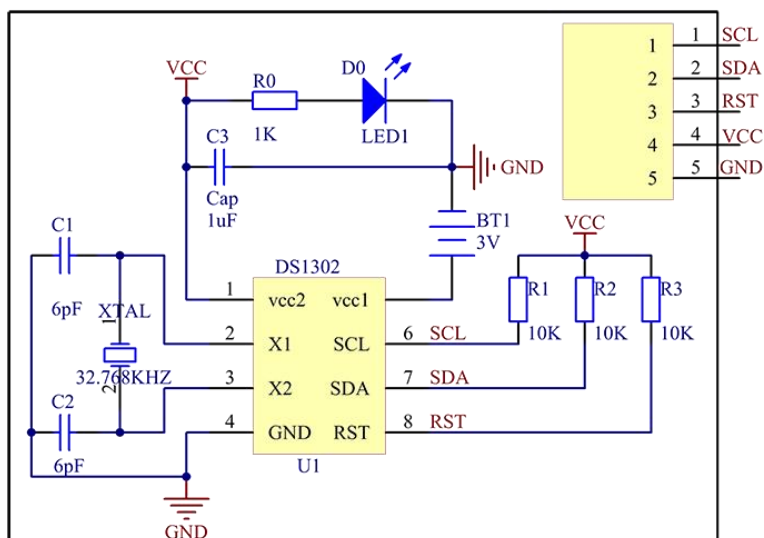 VCC
R0
1K
D0
LED1
C3
Cap
1uF
GND
BT1
3V
1 1 SCL
2 2 SDA
3 3 RST
4 4 VCC
5 5 GND
C1
6pF
XTAL
1
32.768KHZ
2
C2
6pF
DS1302
1 vcc2 vcc1
2 X1 SCL 6 SCL
3 X2 SDA 7 SDA
4 GND RST 8 RST
U1
GND
VCC
R1 R2 R3
10K 10K 10K